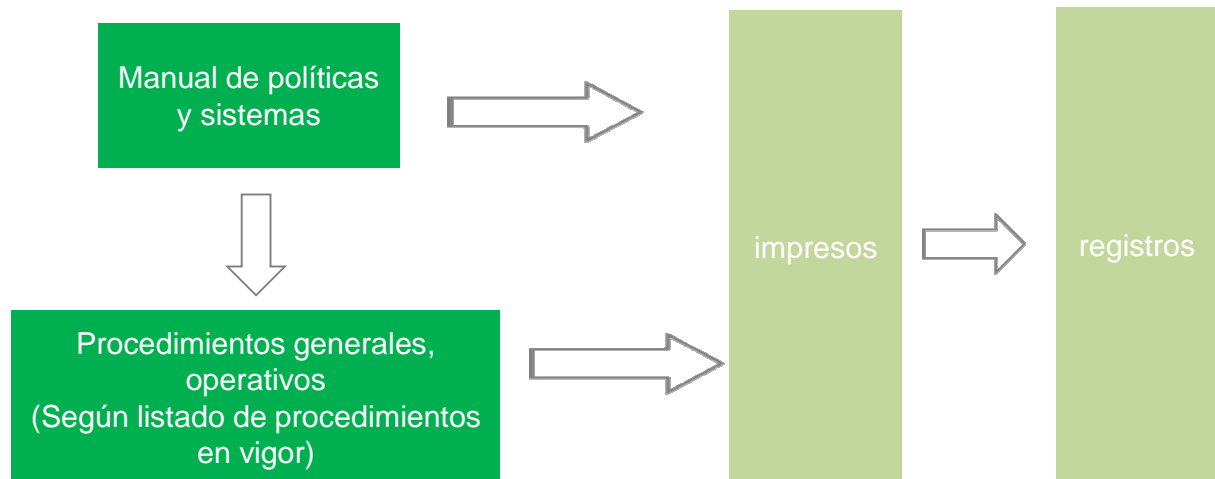 Manual de políticas
y sistemas
Procedimientos generales,
operativos
(Según listado de procedimientos
en vigor)
impresos
registros